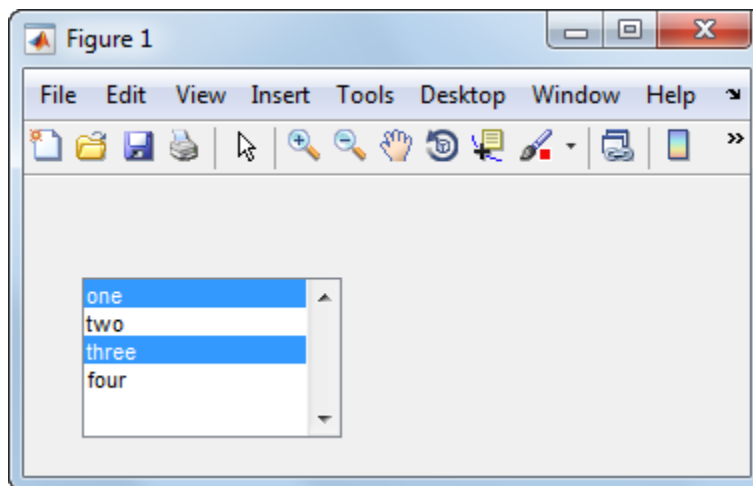 Figure 1
File Edit View Insert Tools Desktop Window Help
one
two
three
four